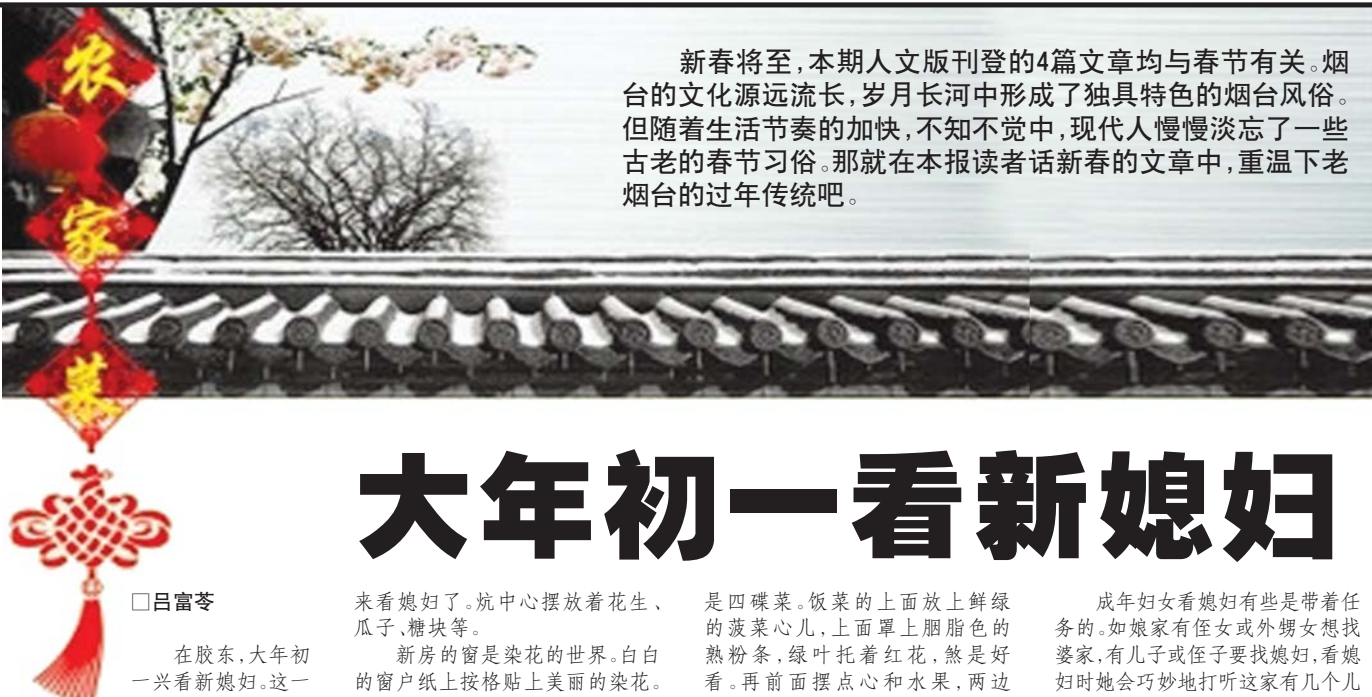 农
家
菜
新春将至,本期人文版刊登的4篇文章均与春节有关。烟
台的文化源远流长,岁月长河中形成了独具特色的烟台风俗。
但随着生活节奏的加快,不知不觉中,现代人慢慢淡忘了一些
古老的春节习俗。那就在本报读者话新春的文章中,重温下老
烟台的过年传统吧。
大年初一看新媳妇
□吕富苓
在胶东,大年初
一兴看新媳妇。这一
来看媳妇了。炕中心摆放着花生、
瓜子、糖块等。
新房的窗是染花的世界。白白
的窗户纸上按格贴上美丽的染花。
是四碟菜。饭菜的上面放上鲜绿
的菠菜心儿,上面罩上胭脂色的
熟粉条,绿叶托着红花,煞是好
看。再前面摆点心和水果,两边
成年妇女看媳妇有些是带着任
务的。如娘家有侄女或外甥女想找
婆家,有儿子或侄子要找媳妇,看媳
妇时她会巧妙地打听这家有几个儿